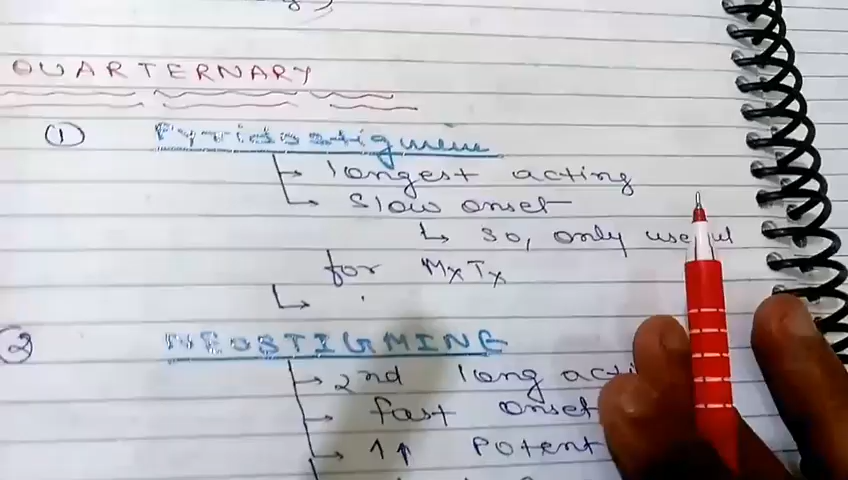 QUARTERNARY
① Pyridostigmine
→ longest acting
→ slow onset
↳ so, only useful
for MxTx
② NEOSTIGMINE
→ 2nd long acti
→ fast onset
→ ↑↑ Potent